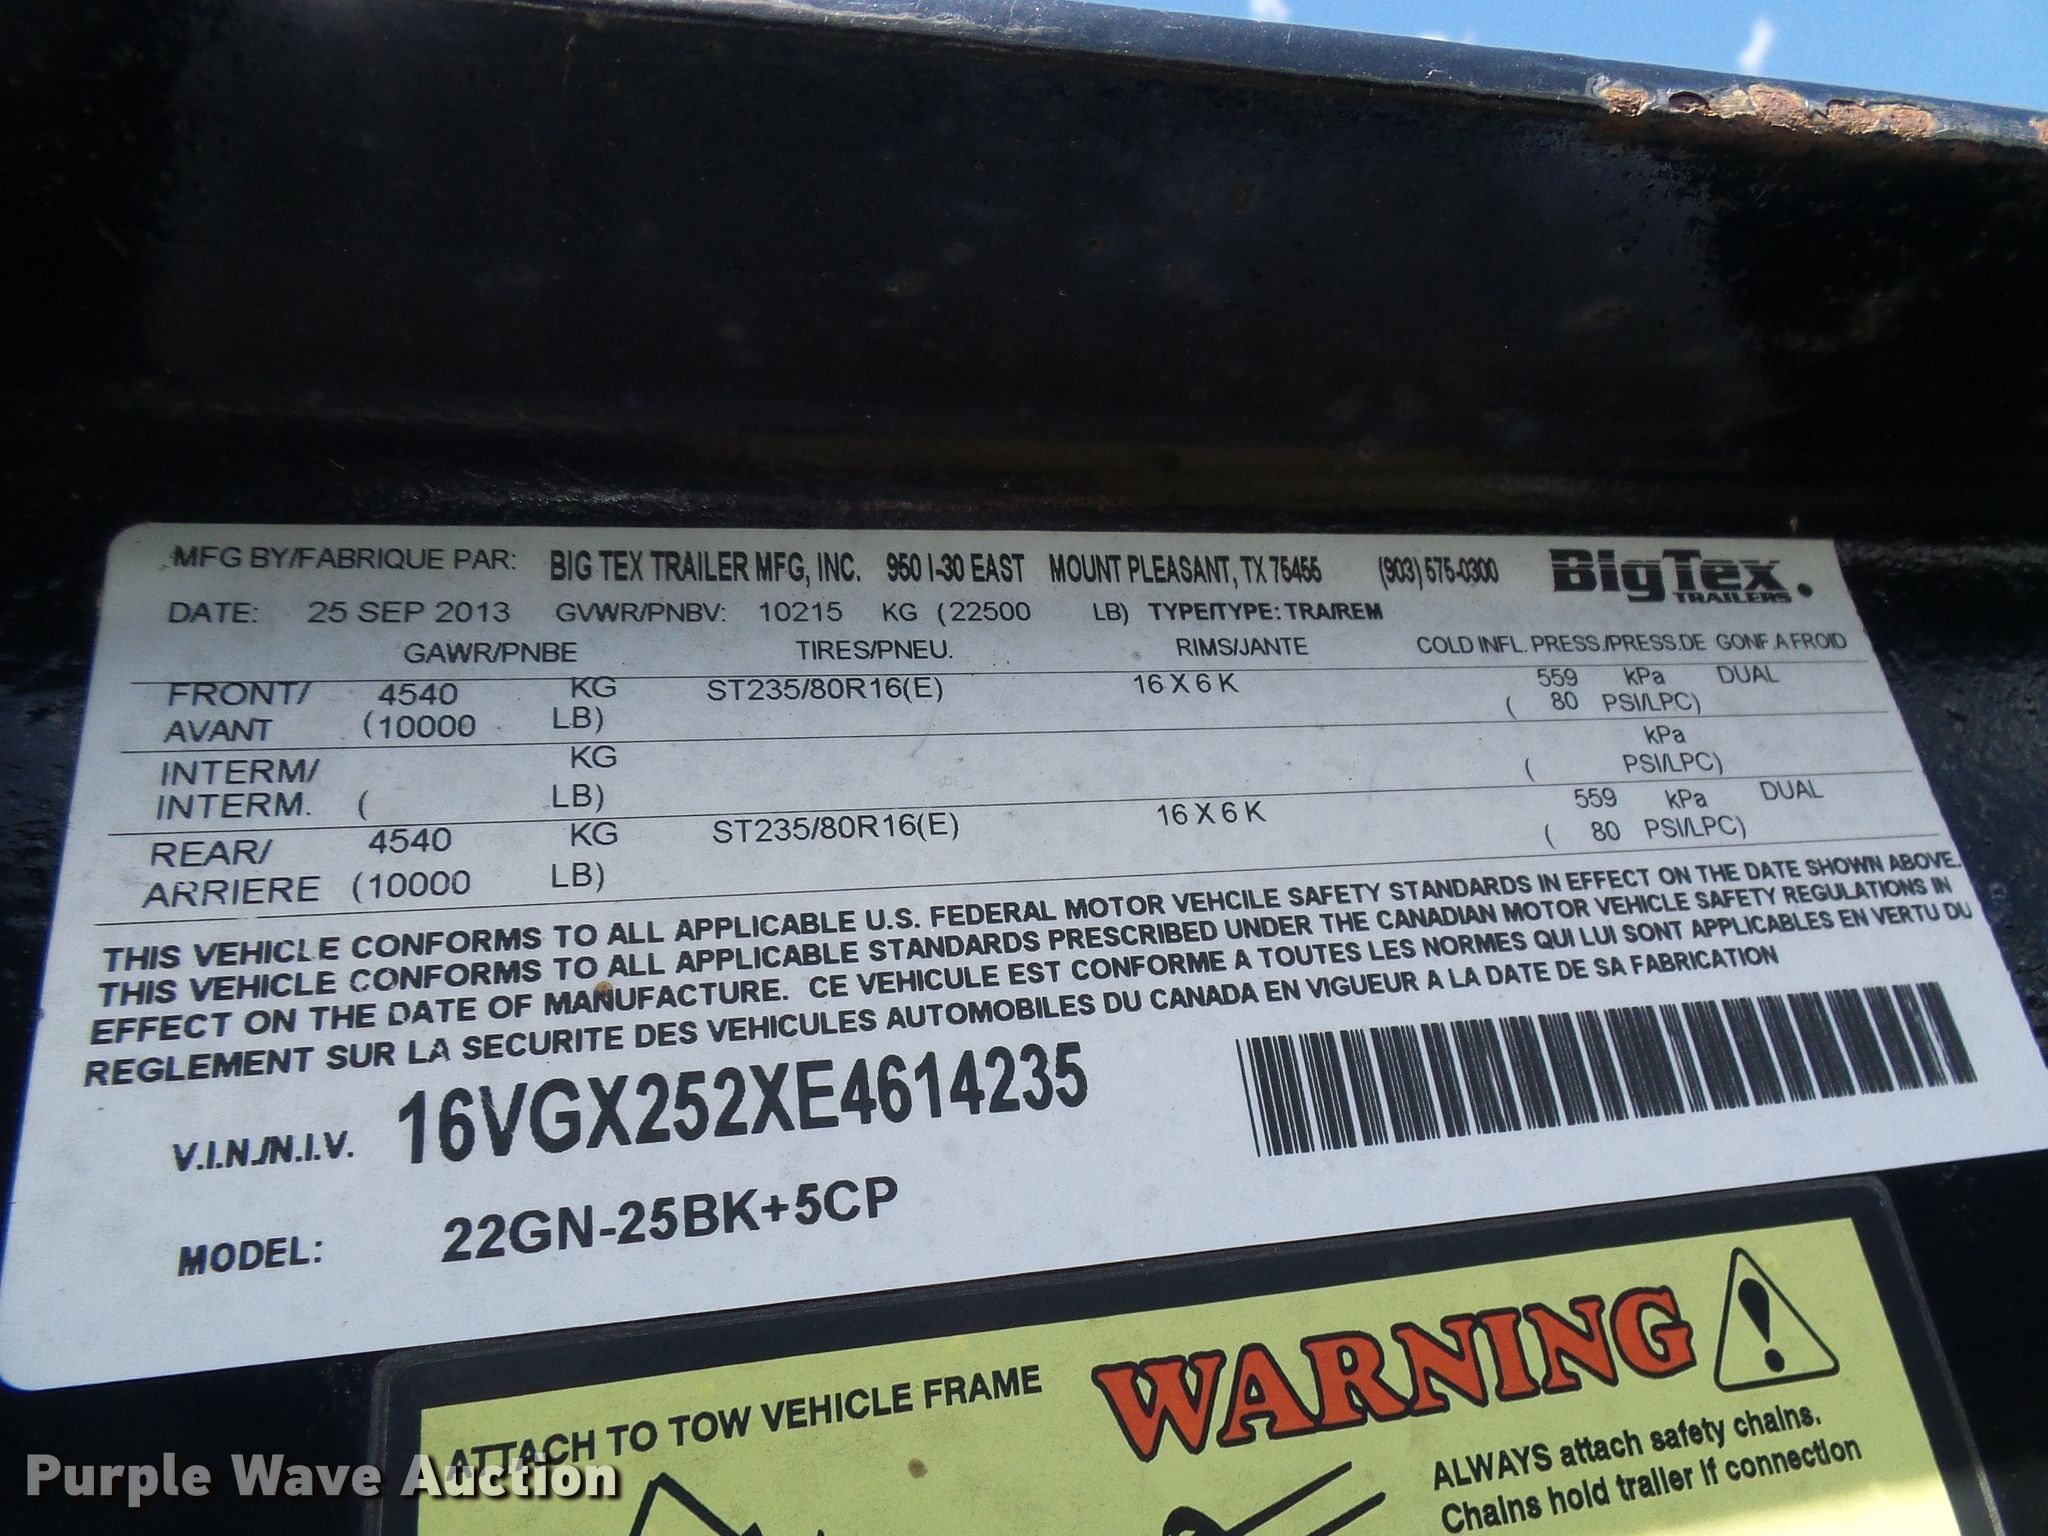 MFG BY/FABRIQUE PAR: BIG TEX TRAILER MFG, INC. 950 I-30 EAST MOUNT PLEASANT, TX 75455 (903) 575-0300 BigTex TRAILERS
DATE: 25 SEP 2013 GVWR/PNBV: 10215 KG (22500 LB) TYPE/TYPE: TRA/REM
GAWR/PNBE TIRES/PNEU. RIMS/JANTE COLD INFL. PRESS./PRESS.DE GONF.A FROID
FRONT/ 4540 KG ST235/80R16(E) 16 X 6 K 559 kPa DUAL
AVANT (10000 LB) ( 80 PSI/LPC)
INTERM/ KG kPa
INTERM. ( LB) ( PSI/LPC)
REAR/ 4540 KG ST235/80R16(E) 16 X 6 K 559 kPa DUAL
ARRIERE (10000 LB) ( 80 PSI/LPC)
THIS VEHICLE CONFORMS TO ALL APPLICABLE U.S. FEDERAL MOTOR VEHCILE SAFETY STANDARDS IN EFFECT ON THE DATE SHOWN ABOVE.
THIS VEHICLE CONFORMS TO ALL APPLICABLE STANDARDS PRESCRIBED UNDER THE CANADIAN MOTOR VEHICLE SAFETY REGULATIONS IN
EFFECT ON THE DATE OF MANUFACTURE. CE VEHICULE EST CONFORME A TOUTES LES NORMES QUI LUI SONT APPLICABLES EN VERTU DU
REGLEMENT SUR LA SECURITE DES VEHICULES AUTOMOBILES DU CANADA EN VIGUEUR A LA DATE DE SA FABRICATION
V.I.N./N.I.V. 16VGX252XE4614235
MODEL: 22GN-25BK+5CP
WARNING
ATTACH TO TOW VEHICLE FRAME
ALWAYS attach safety chains.
Chains hold trailer if connection
Purple Wave Auction